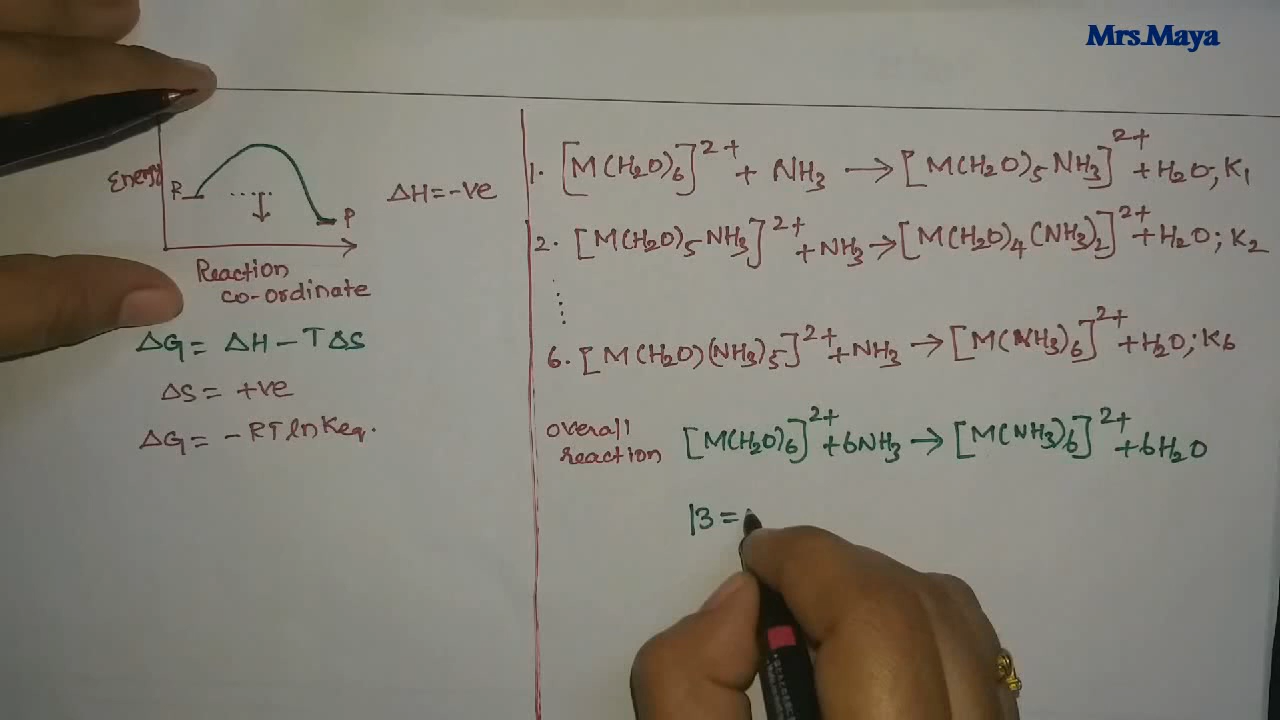 Mrs.Maya
Energy
R
P
ΔH = -ve
Reaction
co-ordinate
ΔG = ΔH - TΔS
ΔS = +ve
ΔG = -RT ln Keq.
1. [M(H₂O)₆]²⁺ + NH₃ → [M(H₂O)₅NH₃]²⁺ + H₂O; K₁
2. [M(H₂O)₅NH₃]²⁺ + NH₃ → [M(H₂O)₄(NH₃)₂]²⁺ + H₂O; K₂
6. [M(H₂O)(NH₃)₅]²⁺ + NH₃ → [M(NH₃)₆]²⁺ + H₂O; K₆
overall
reaction
[M(H₂O)₆]²⁺ + 6NH₃ → [M(NH₃)₆]²⁺ + 6H₂O
β =